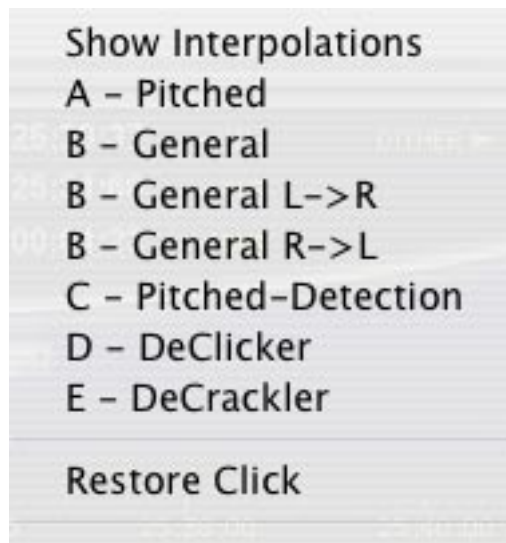 Show Interpolations
A – Pitched
B – General
B – General L–>R
B – General R–>L
C – Pitched–Detection
D – DeClicker
E – DeCrackler
Restore Click